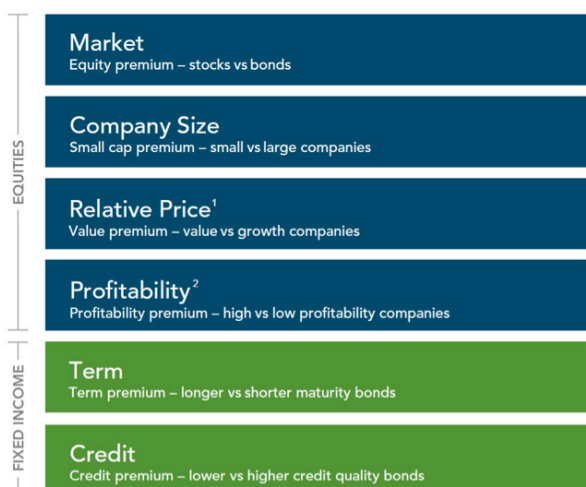 EQUITIES
Market
Equity premium – stocks vs bonds
Company Size
Small cap premium – small vs large companies
Relative Price¹
Value premium – value vs growth companies
Profitability²
Profitability premium – high vs low profitability companies
FIXED INCOME
Term
Term premium – longer vs shorter maturity bonds
Credit
Credit premium – lower vs higher credit quality bonds